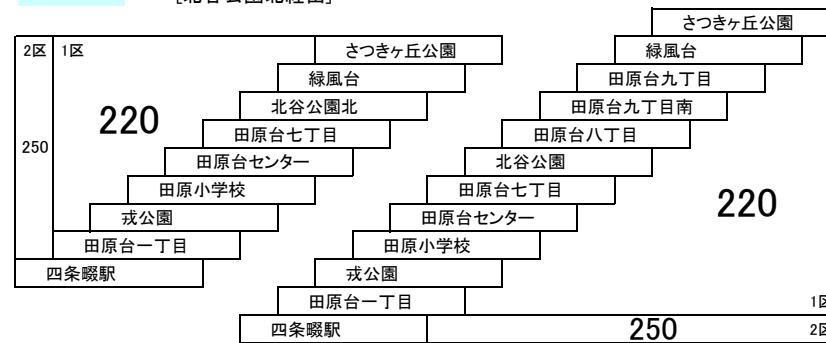 さつきヶ丘公園
2区 1区 さつきヶ丘公園 緑風台
緑風台 田原台九丁目
220 北谷公園北 田原台九丁目南
250 田原台七丁目 田原台八丁目
田原台センター 北谷公園
田原小学校 田原台七丁目 220
戎公園 田原台センター
田原台一丁目 田原小学校
四条畷駅 戎公園
田原台一丁目 1区
四条畷駅 250 2区